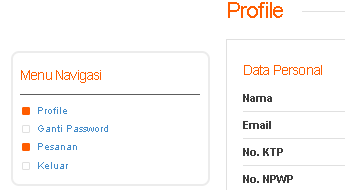 Profile
Menu Navigasi
Profile
Ganti Password
Pesanan
Keluar
Data Personal
Nama
Email
No. KTP
No. NPWP